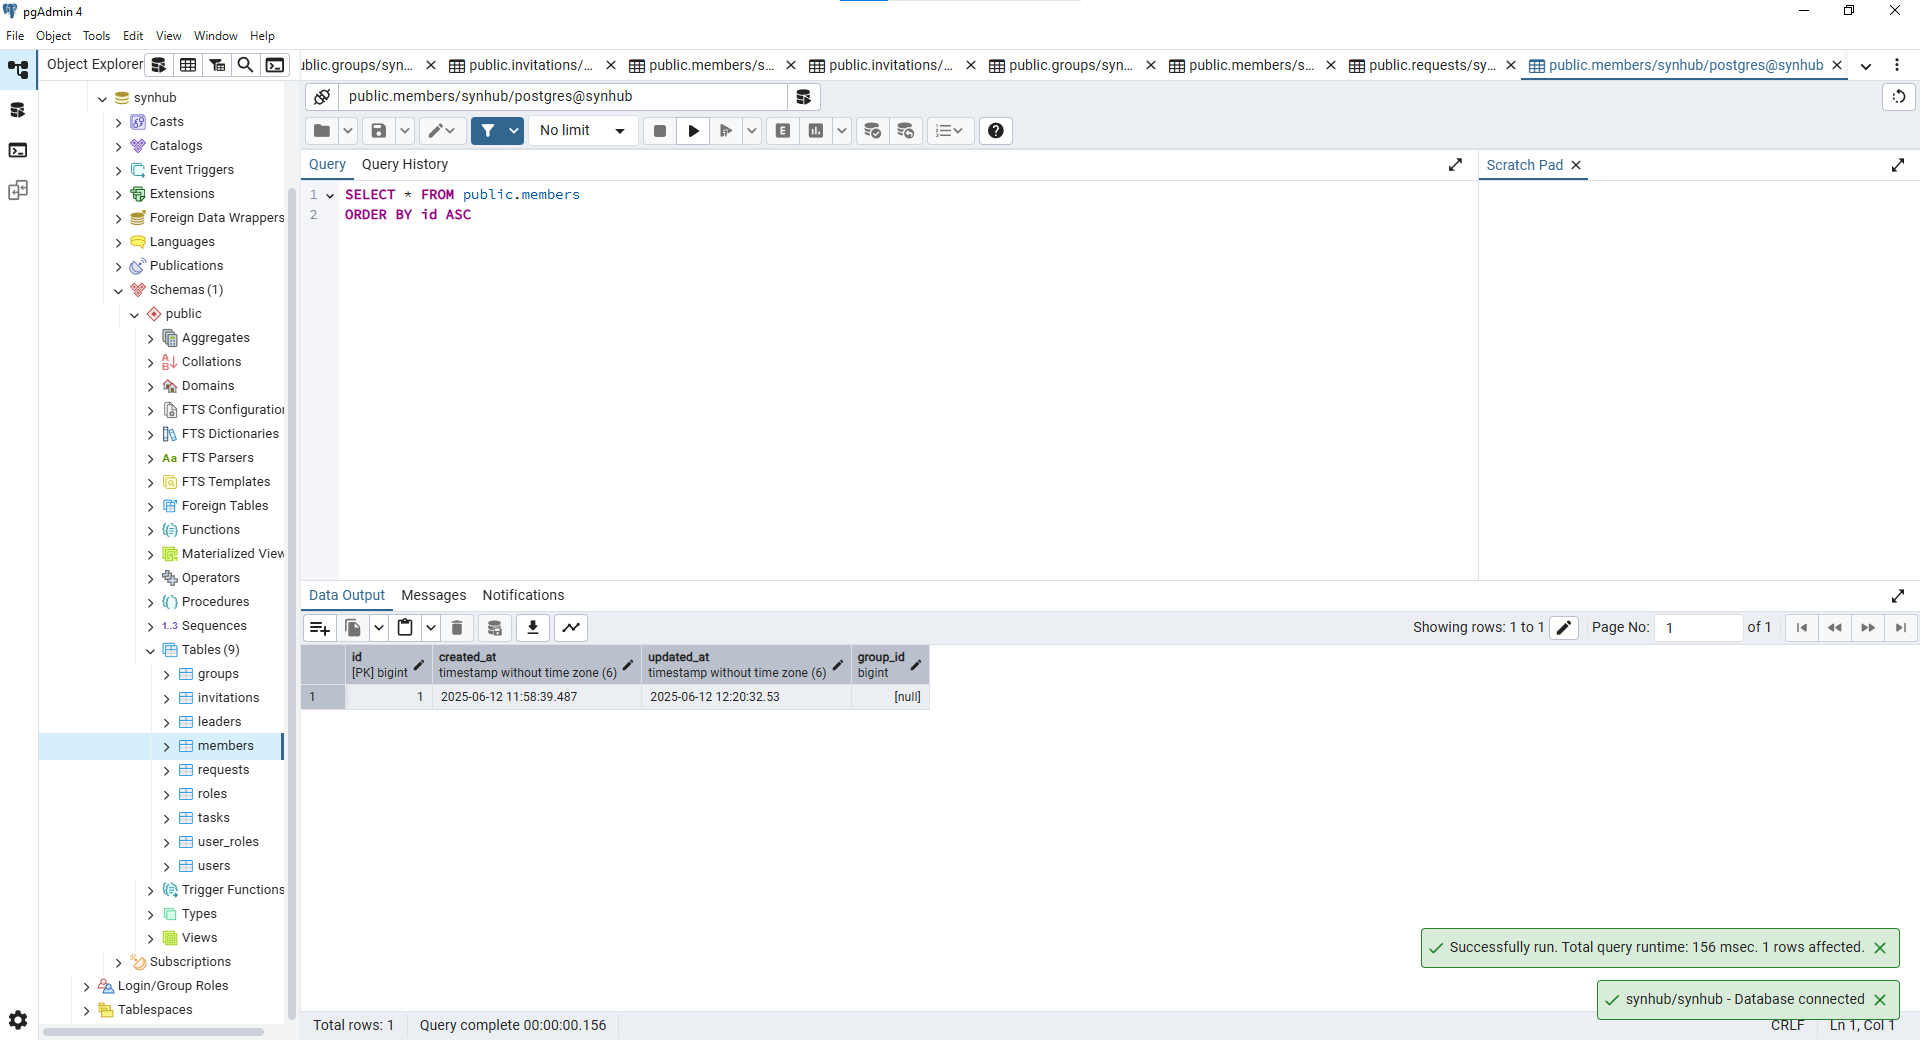 pgAdmin 4
File Object Tools Edit View Window Help
Object Explorer
public.groups/syn... public.invitations/... public.members/s... public.invitations/... public.groups/syn... public.members/s... public.requests/sy... public.members/synhub/postgres@synhub
public.members/synhub/postgres@synhub
No limit
E
Query Query History
Scratch Pad
1 SELECT * FROM public.members
2 ORDER BY id ASC
synhub
Casts
Catalogs
Event Triggers
Extensions
Foreign Data Wrappers
Languages
Publications
Schemas (1)
public
Aggregates
Collations
Domains
FTS Configuration
FTS Dictionaries
Aa FTS Parsers
FTS Templates
Foreign Tables
Functions
Materialized View
Operators
Procedures
1..3 Sequences
Tables (9)
groups
invitations
leaders
members
requests
roles
tasks
user_roles
users
Trigger Functions
Types
Views
Subscriptions
Login/Group Roles
Tablespaces
Data Output Messages Notifications
Showing rows: 1 to 1 Page No: 1 of 1
id created_at updated_at group_id
[PK] bigint timestamp without time zone (6) timestamp without time zone (6) bigint
1 1 2025-06-12 11:58:39.487 2025-06-12 12:20:32.53 [null]
Successfully run. Total query runtime: 156 msec. 1 rows affected.
synhub/synhub - Database connected
Total rows: 1 Query complete 00:00:00.156 CRLF Ln 1, Col 1